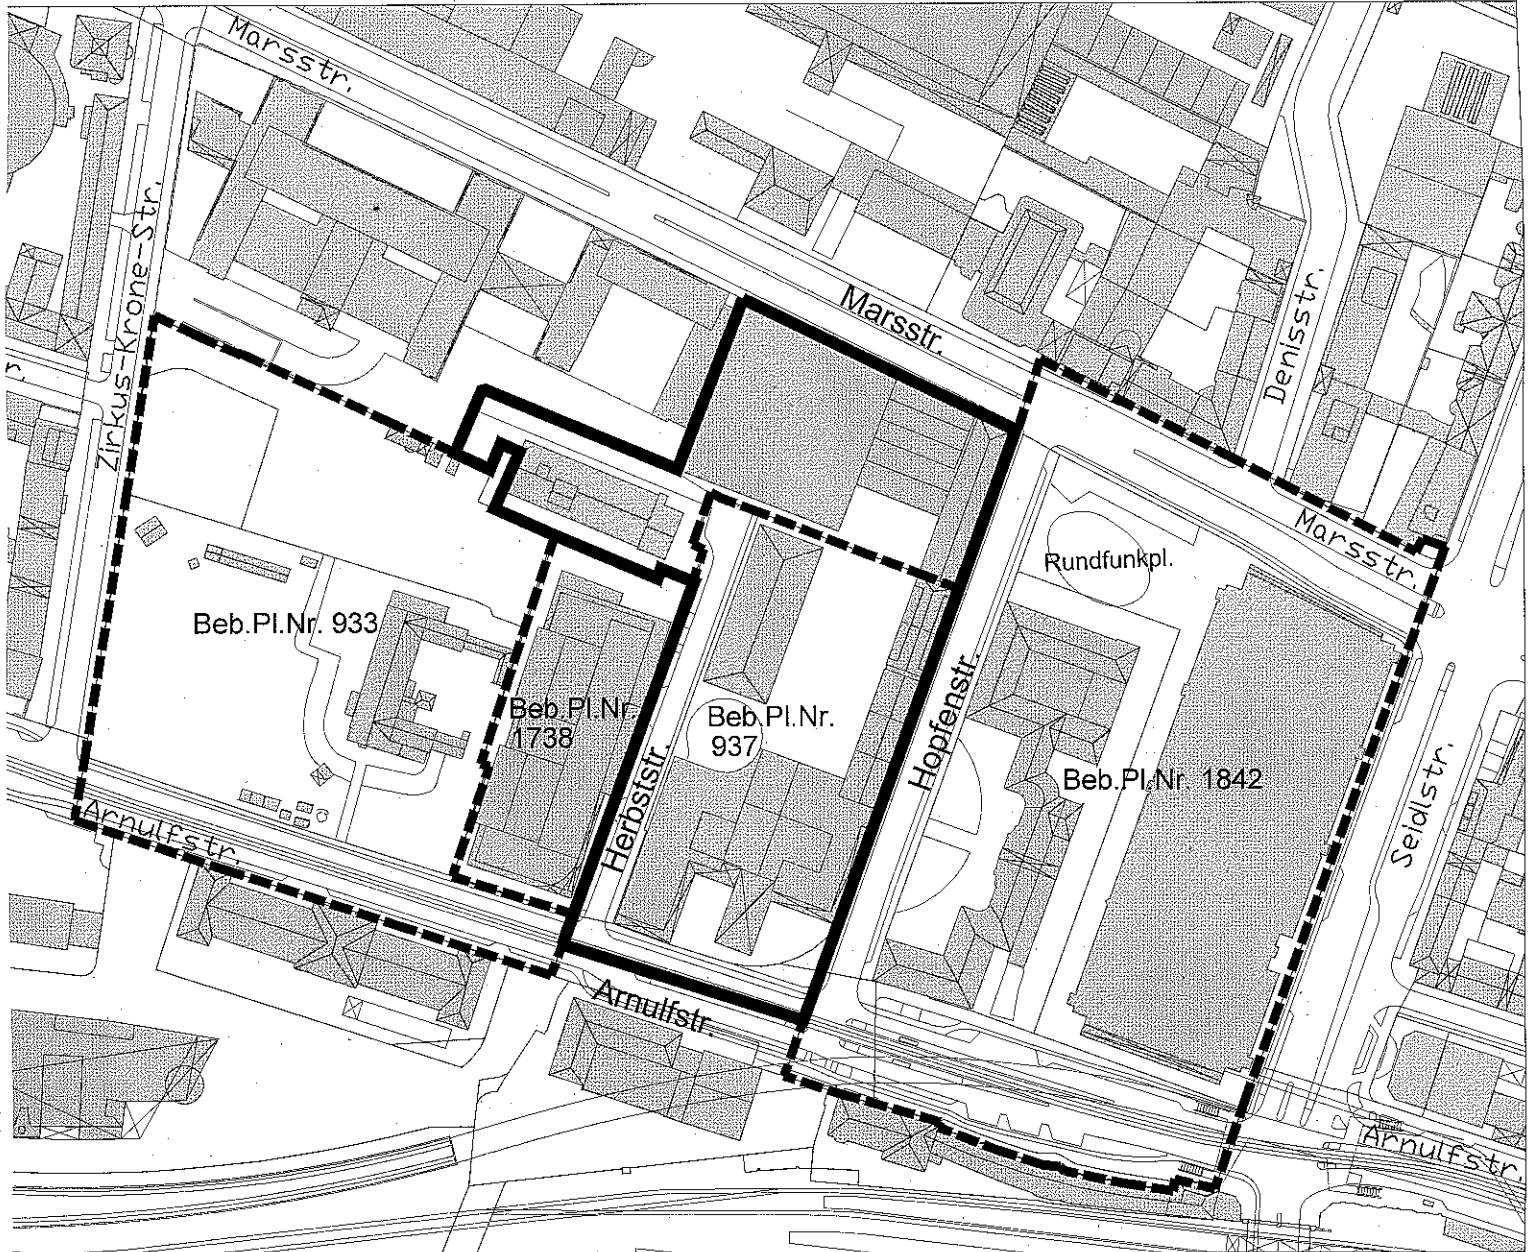 Marsstr.
Zirkus-Krone-Str.
Marsstr.
Denisstr.
r.
Marsstr.
Rundfunkpl.
Beb.Pl.Nr. 933
Beb.Pl.Nr.
1738
Beb.Pl.Nr.
937
Hopfenstr.
Beb.Pl.Nr 1842
Herbststr.
Seidlstr.
Arnulfstr.
Arnulfstr.
Arnulfstr.